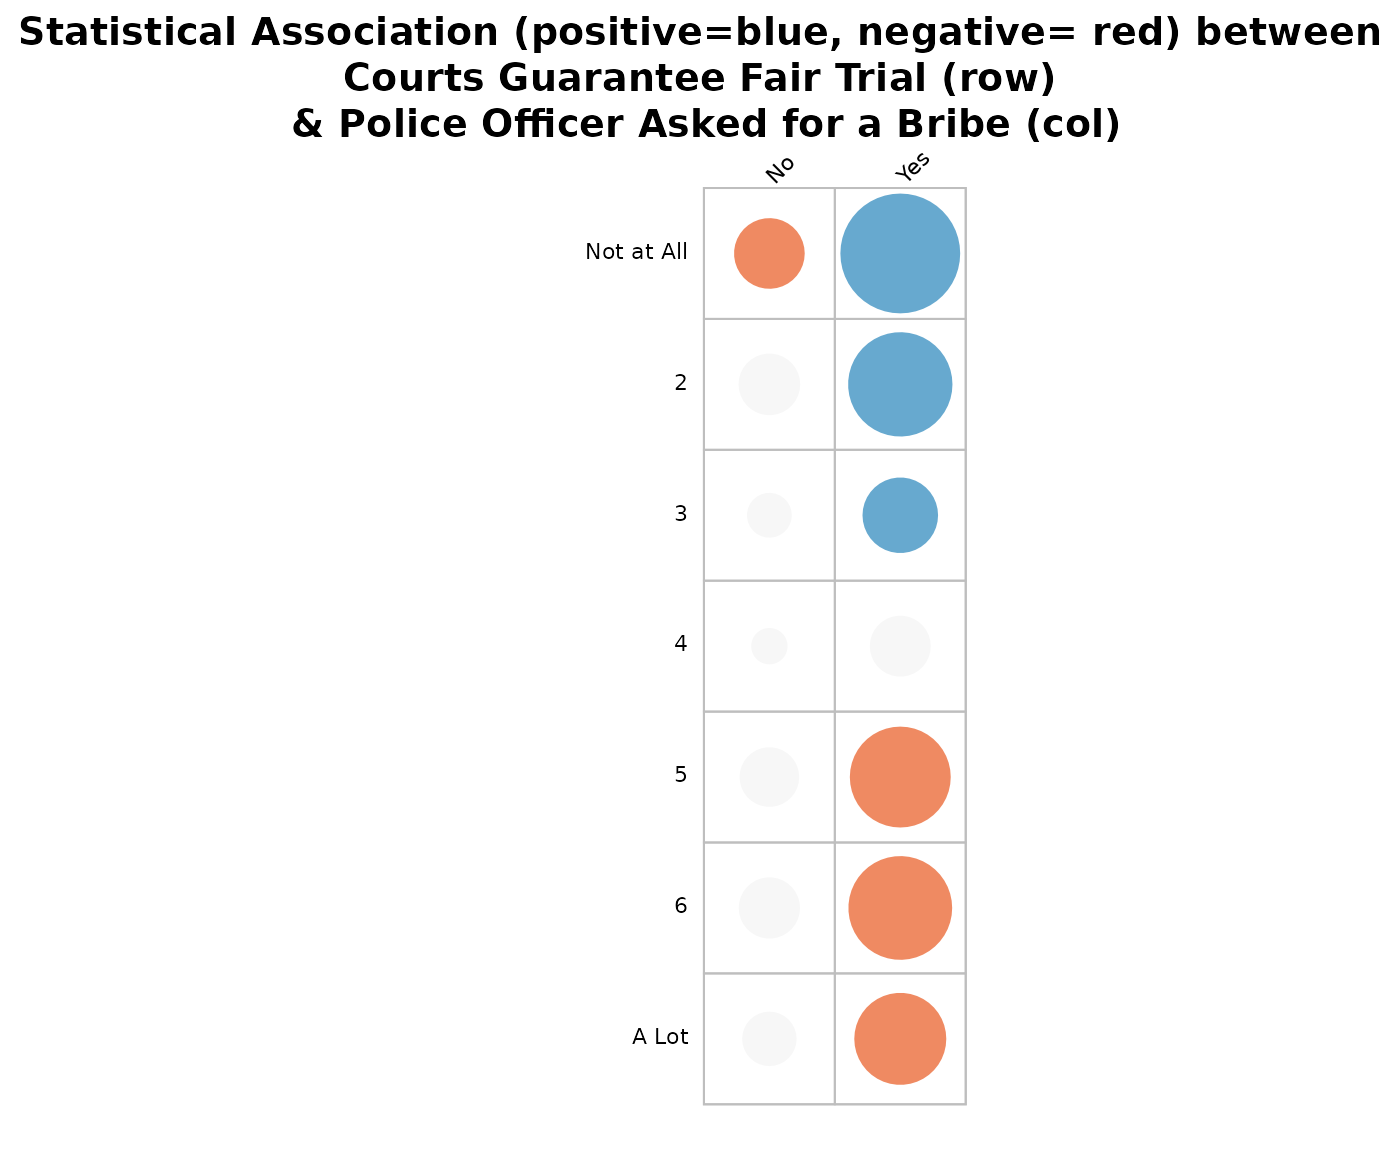 Statistical Association (positive=blue, negative= red) between
Courts Guarantee Fair Trial (row)
& Police Officer Asked for a Bribe (col)
No Yes
Not at All
2
3
4
5
6
A Lot